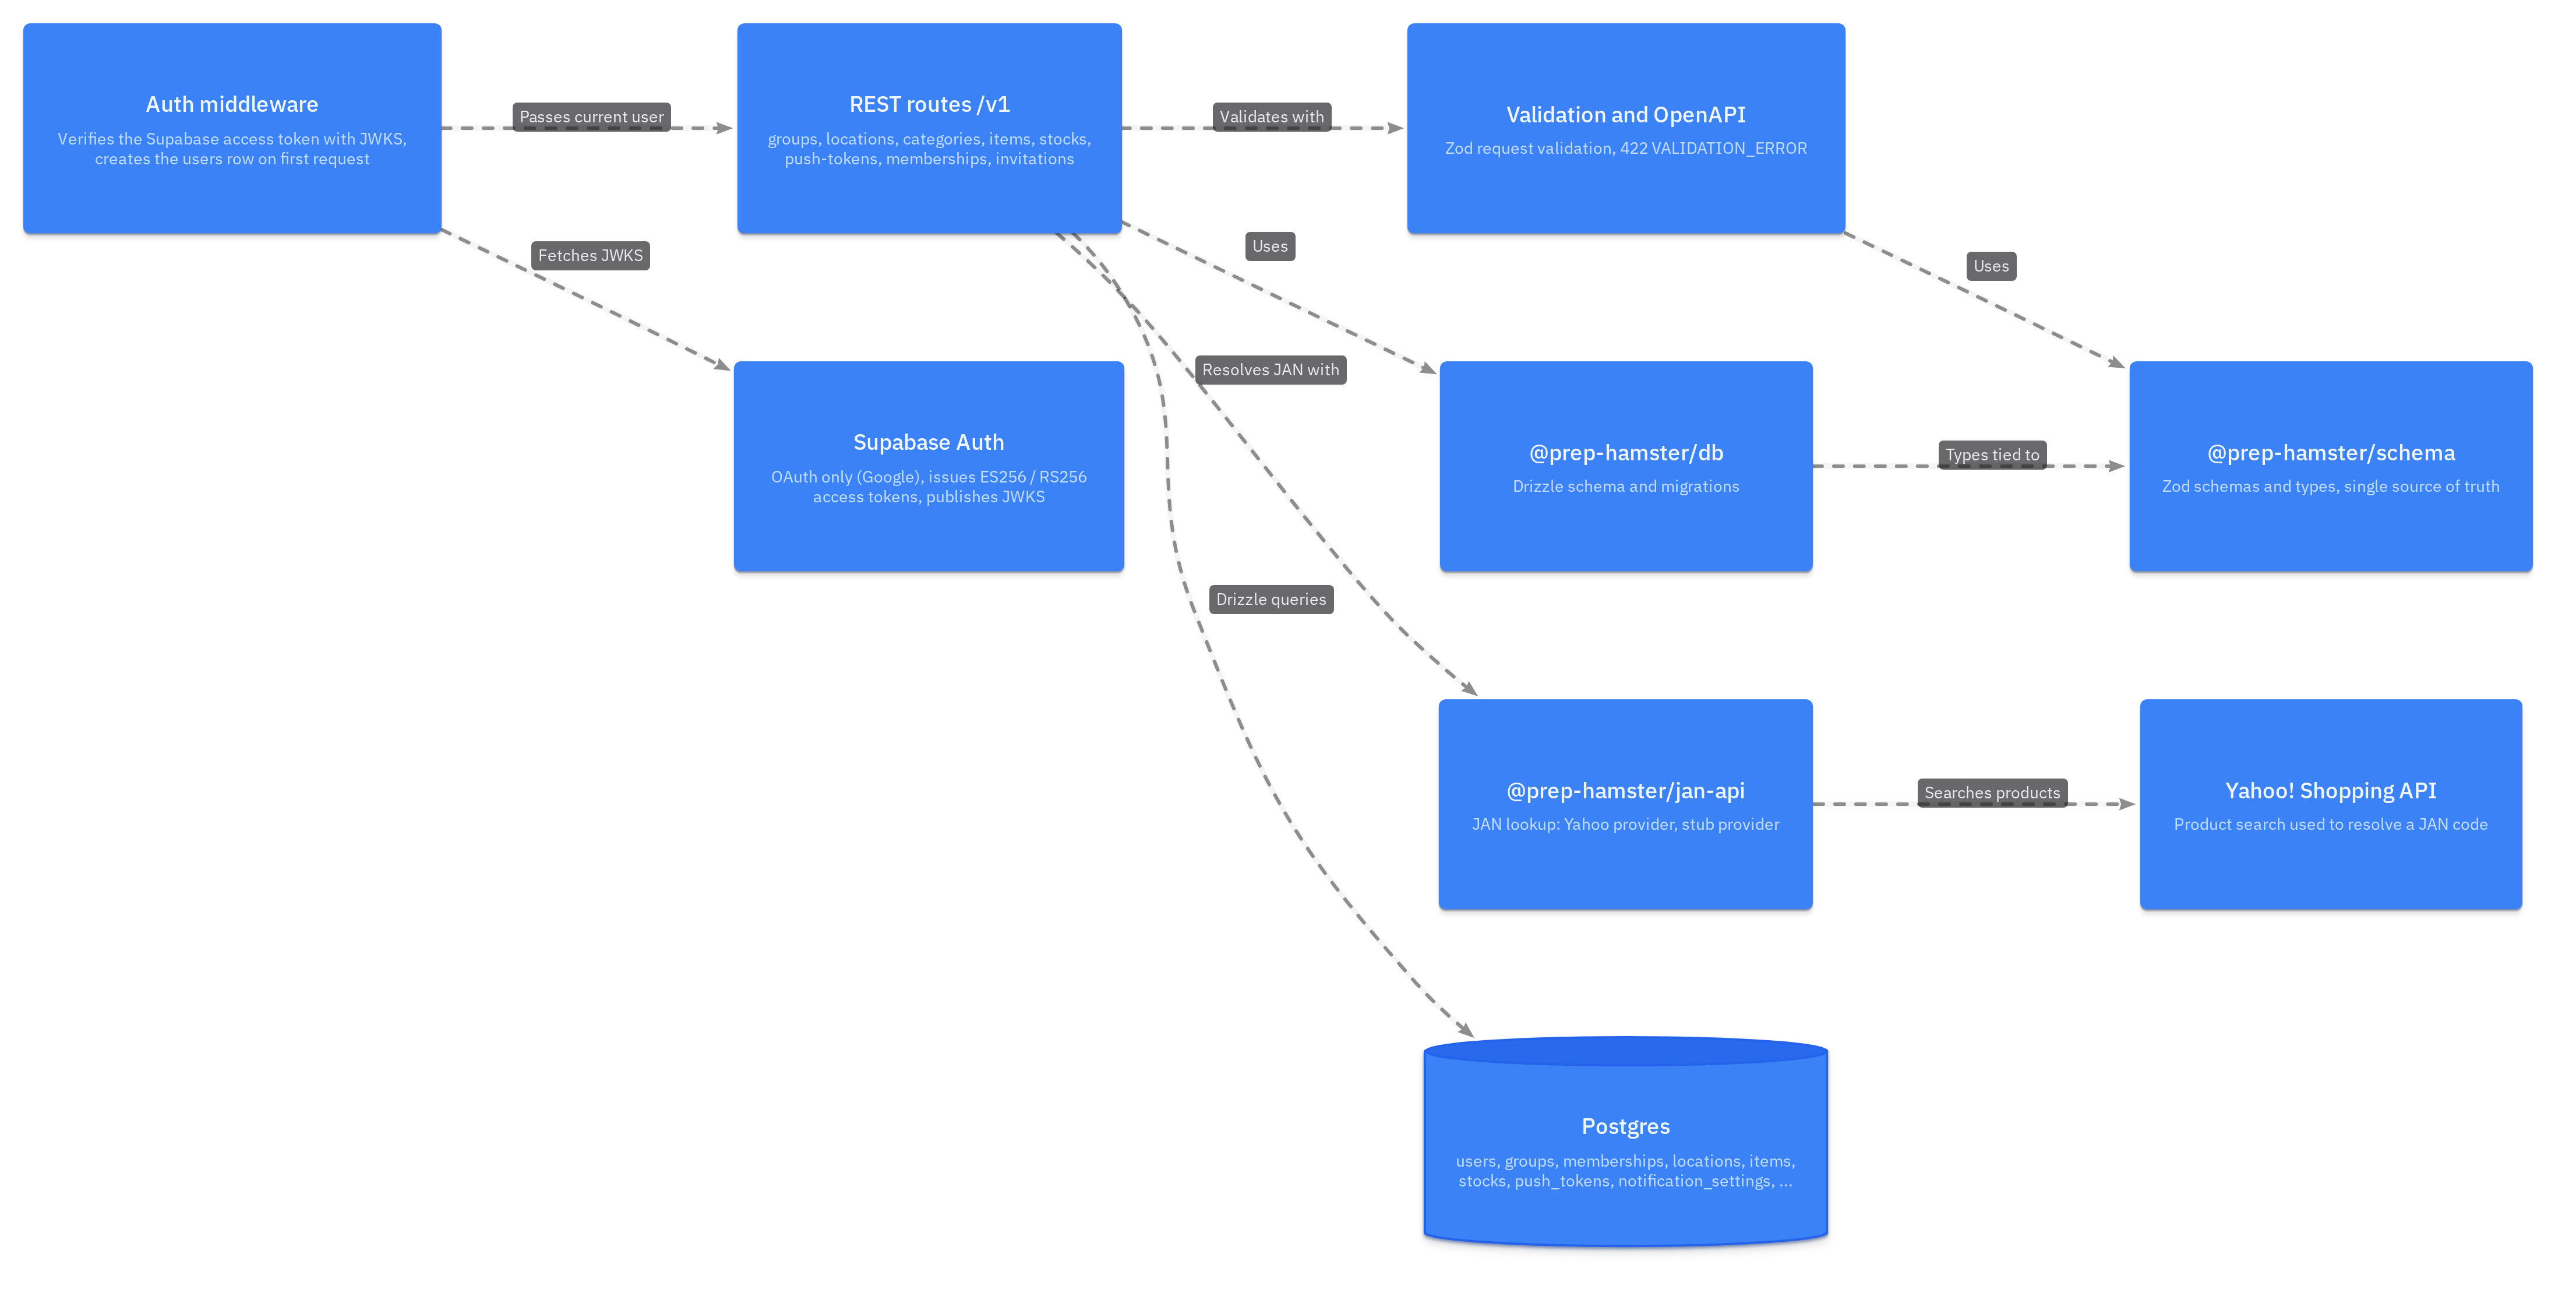 Auth middleware
Verifies the Supabase access token with JWKS,
creates the users row on first request
Passes current user
REST routes /v1
groups, locations, categories, items, stocks,
push-tokens, memberships, invitations
Validates with
Validation and OpenAPI
Zod request validation, 422 VALIDATION_ERROR
Fetches JWKS
Uses
Uses
Supabase Auth
OAuth only (Google), issues ES256 / RS256
access tokens, publishes JWKS
Resolves JAN with
@prep-hamster/db
Drizzle schema and migrations
Types tied to
@prep-hamster/schema
Zod schemas and types, single source of truth
Drizzle queries
@prep-hamster/jan-api
JAN lookup: Yahoo provider, stub provider
Searches products
Yahoo! Shopping API
Product search used to resolve a JAN code
Postgres
users, groups, memberships, locations, items,
stocks, push_tokens, notification_settings, ...